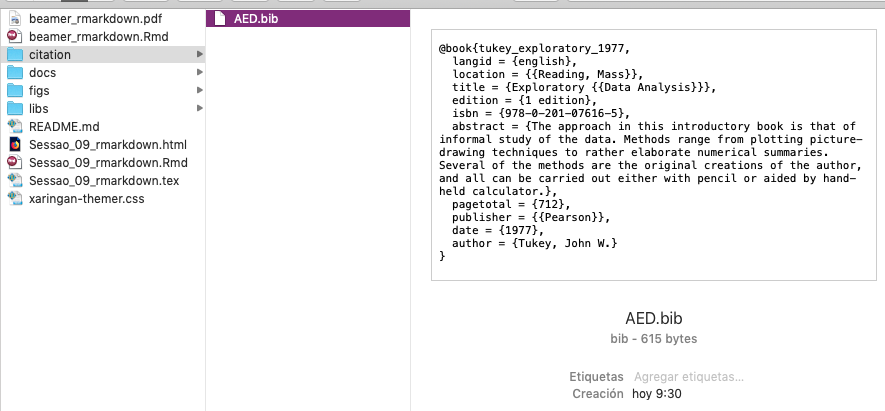 beamer_rmarkdown.pdf
beamer_rmarkdown.Rmd
citation
docs
figs
libs
README.md
Sessao_09_rmarkdown.html
Sessao_09_rmarkdown.Rmd
Sessao_09_rmarkdown.tex
xaringan-themer.css
AED.bib
@book{tukey_exploratory_1977,
langid = {english},
location = {{Reading, Mass}},
title = {Exploratory {{Data Analysis}}},
edition = {1 edition},
isbn = {978-0-201-07616-5},
abstract = {The approach in this introductory book is that of
informal study of the data. Methods range from plotting picture-
drawing techniques to rather elaborate numerical summaries.
Several of the methods are the original creations of the author,
and all can be carried out either with pencil or aided by hand-
held calculator.},
pagetotal = {712},
publisher = {{Pearson}},
date = {1977},
author = {Tukey, John W.}
}
AED.bib
bib - 615 bytes
Etiquetas Agregar etiquetas...
Creación hoy 9:30